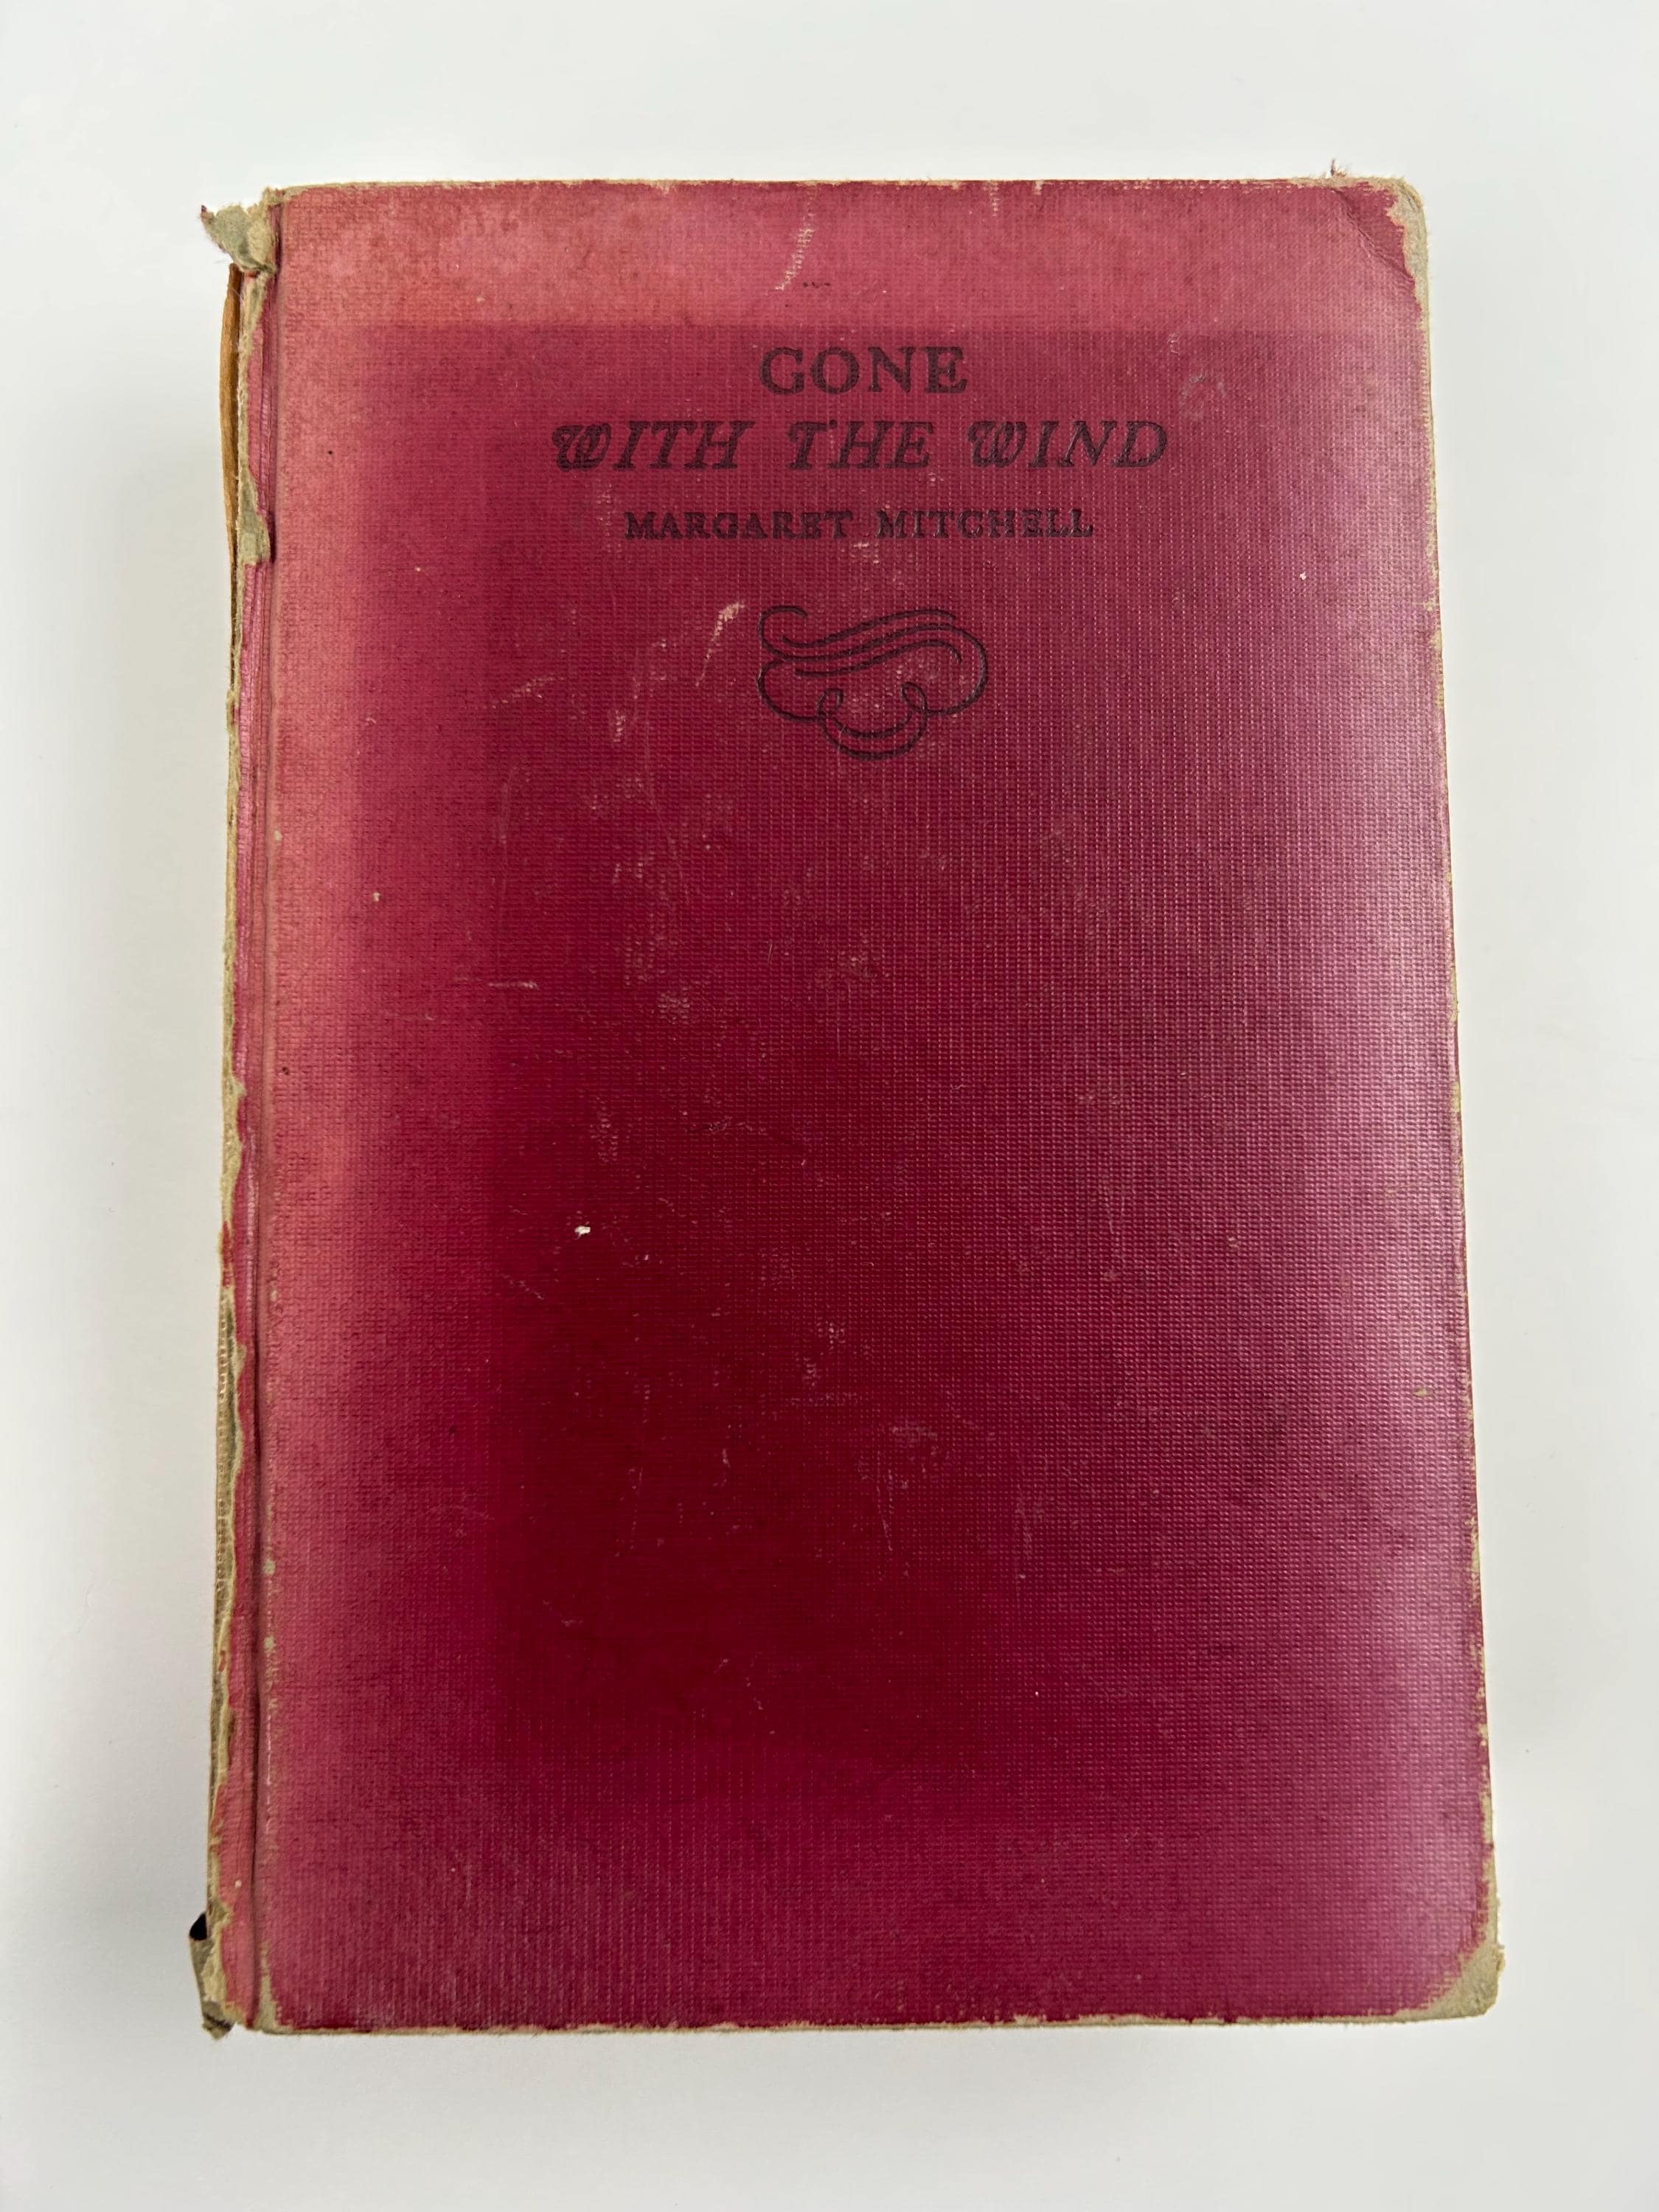 GONE
WITH THE WIND
MARGARET MITCHELL